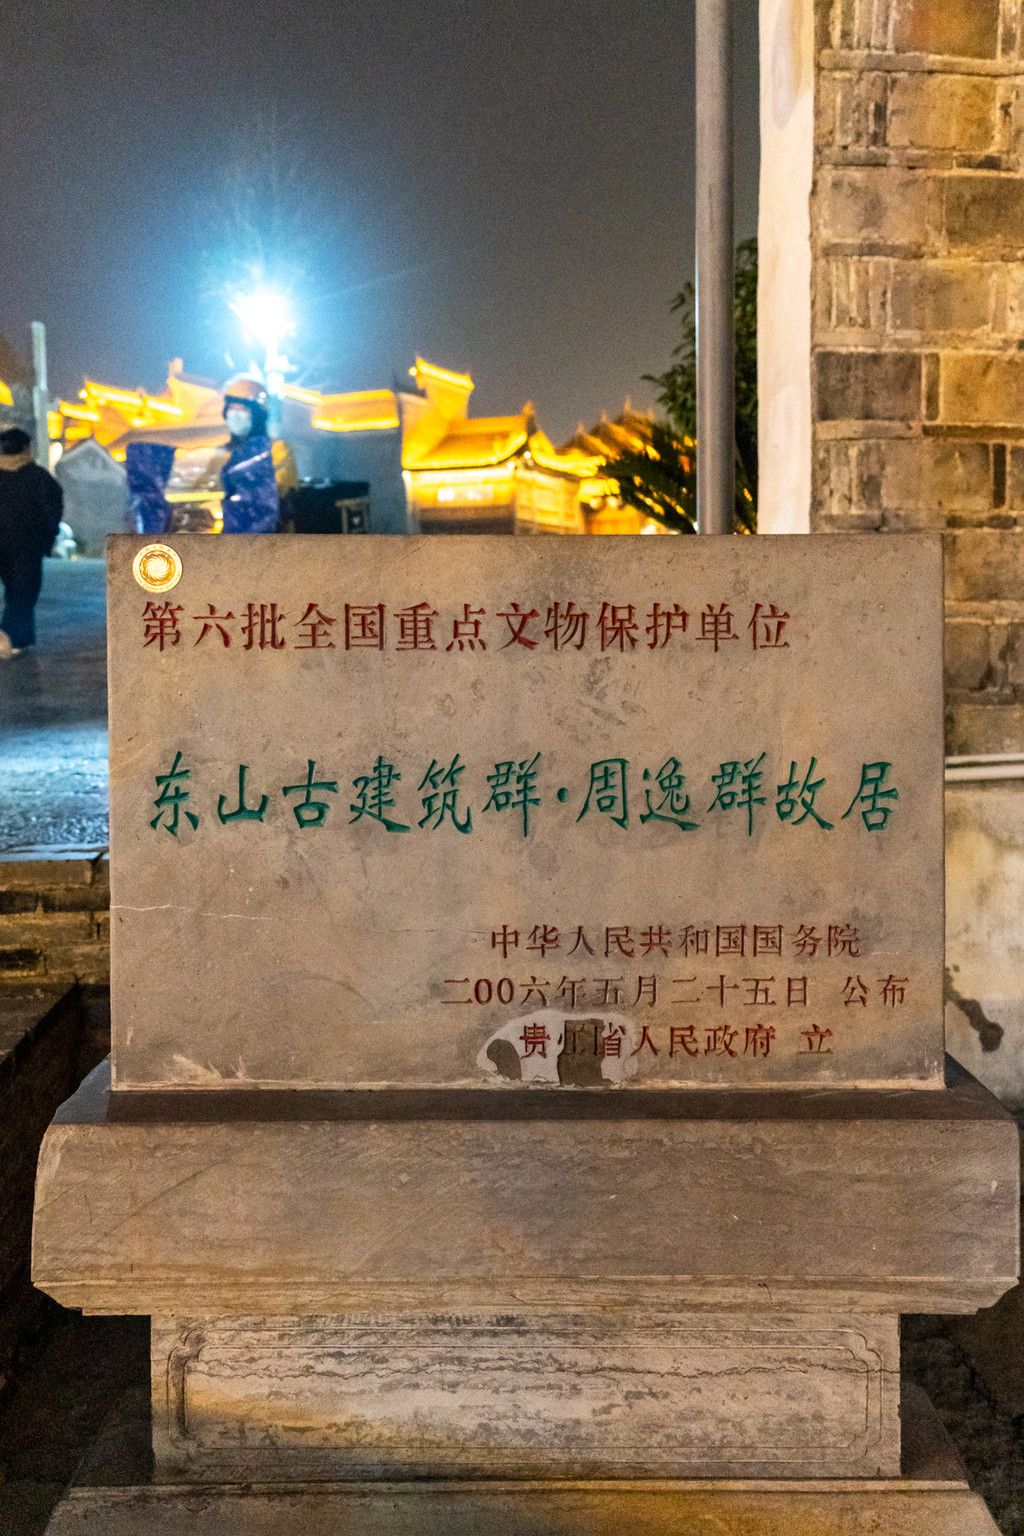 第六批全国重点文物保护单位
东山古建筑群·周逸群故居
中华人民共和国国务院
二00六年五月二十五日 公布
贵省人民政府 立